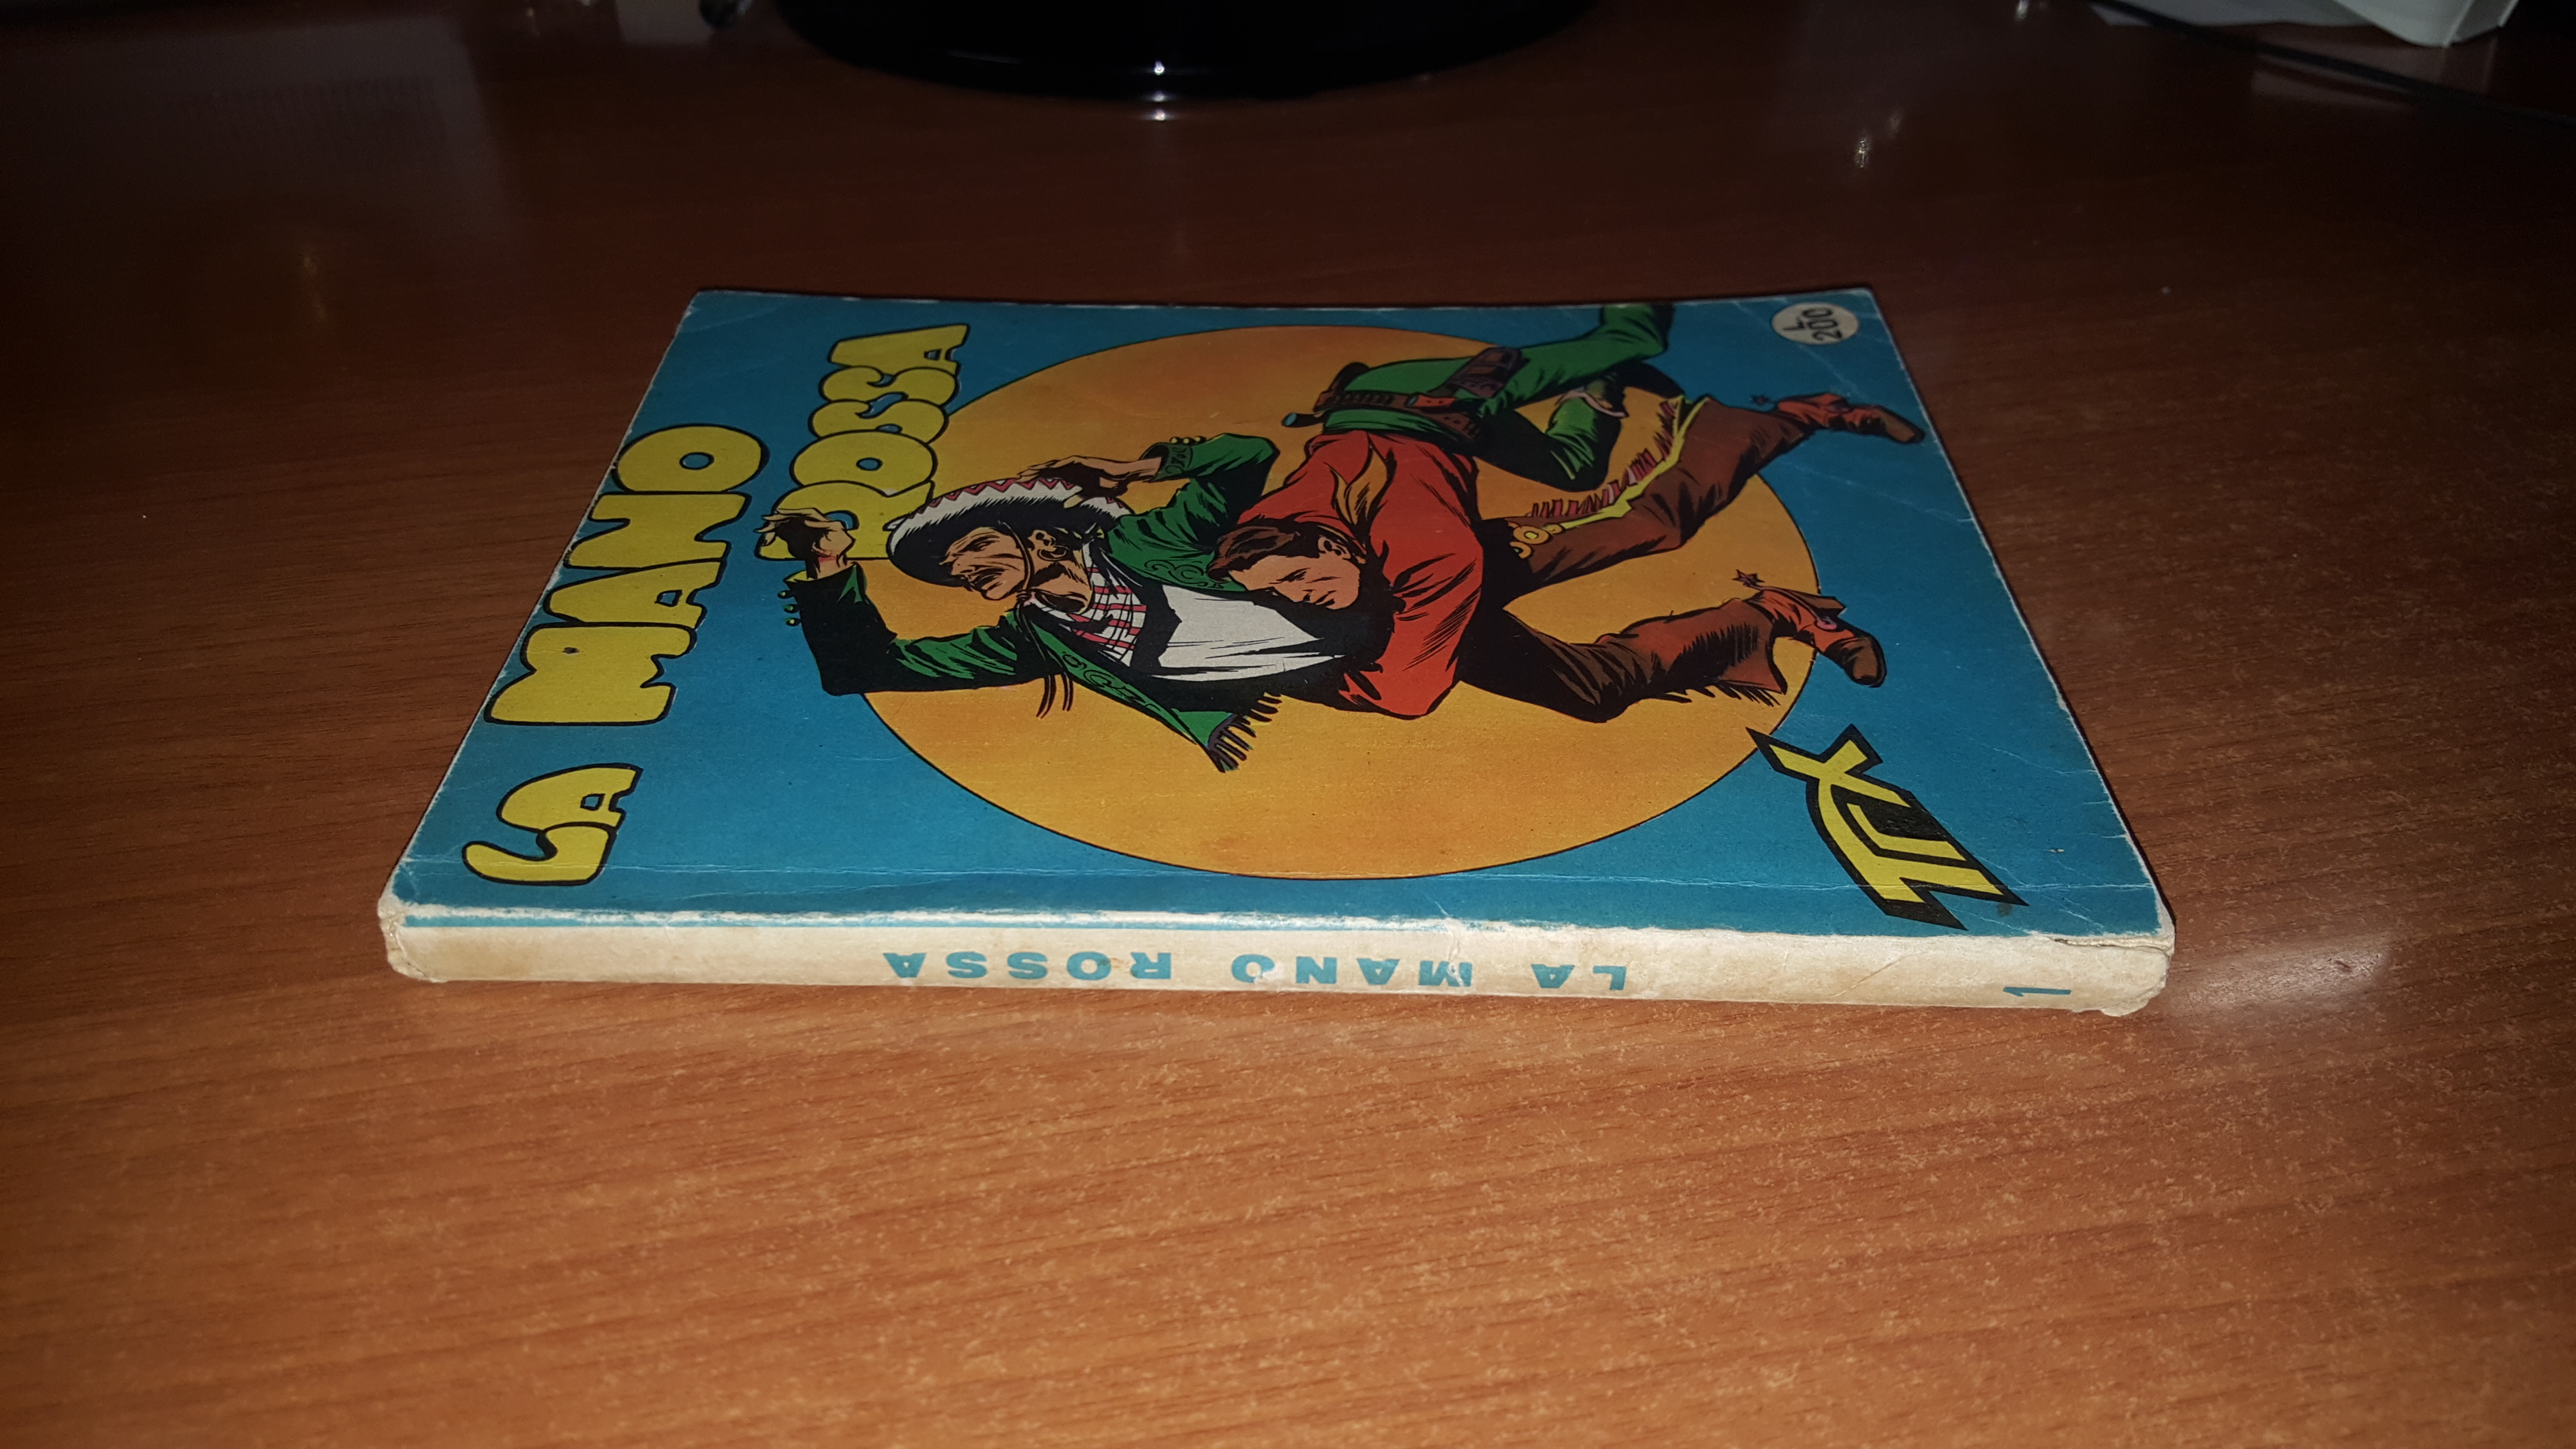 LA MANO
ROSSA
TEX
L.
200
1 LA MANO ROSSA